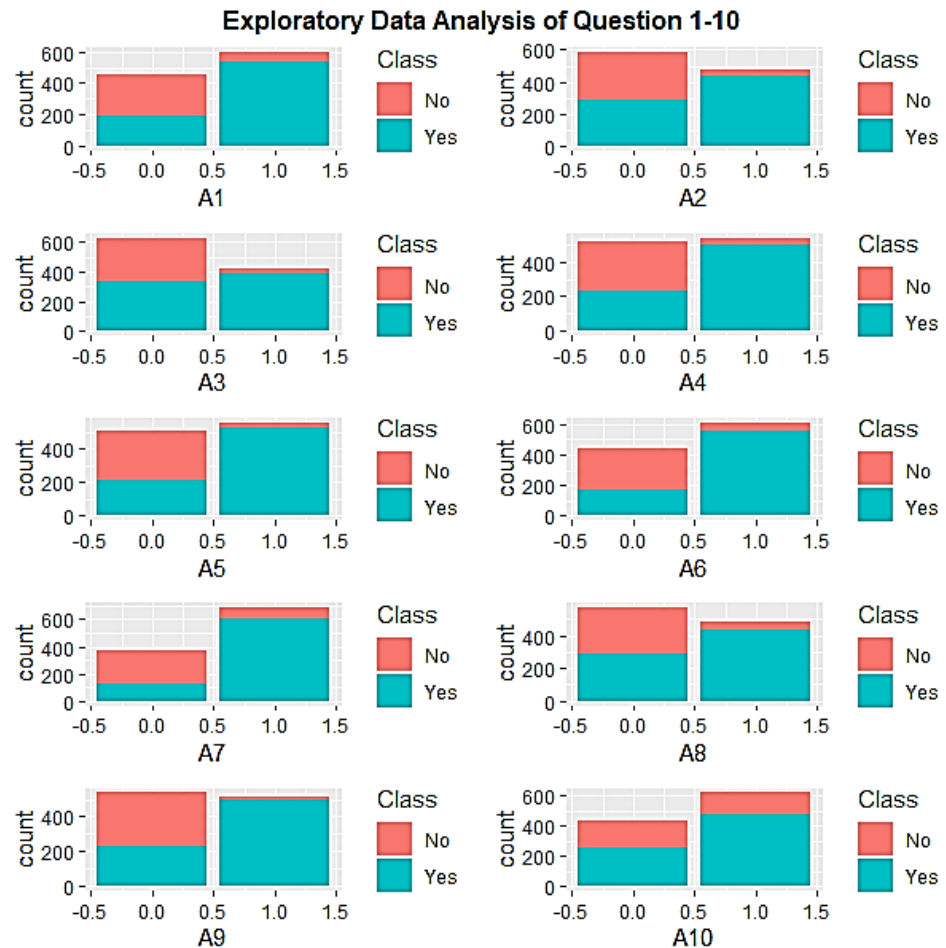 Exploratory Data Analysis of Question 1-10
600
400
200
0
count
-0.5 0.0 0.5 1.0 1.5
A1
Class
No
Yes
600
400
200
0
count
-0.5 0.0 0.5 1.0 1.5
A2
Class
No
Yes
600
400
200
0
count
-0.5 0.0 0.5 1.0 1.5
A3
Class
No
Yes
400
200
0
count
-0.5 0.0 0.5 1.0 1.5
A4
Class
No
Yes
400
200
0
count
-0.5 0.0 0.5 1.0 1.5
A5
Class
No
Yes
600
400
200
0
count
-0.5 0.0 0.5 1.0 1.5
A6
Class
No
Yes
600
400
200
0
count
-0.5 0.0 0.5 1.0 1.5
A7
Class
No
Yes
400
200
0
count
-0.5 0.0 0.5 1.0 1.5
A8
Class
No
Yes
400
200
0
count
-0.5 0.0 0.5 1.0 1.5
A9
Class
No
Yes
600
400
200
0
count
-0.5 0.0 0.5 1.0 1.5
A10
Class
No
Yes